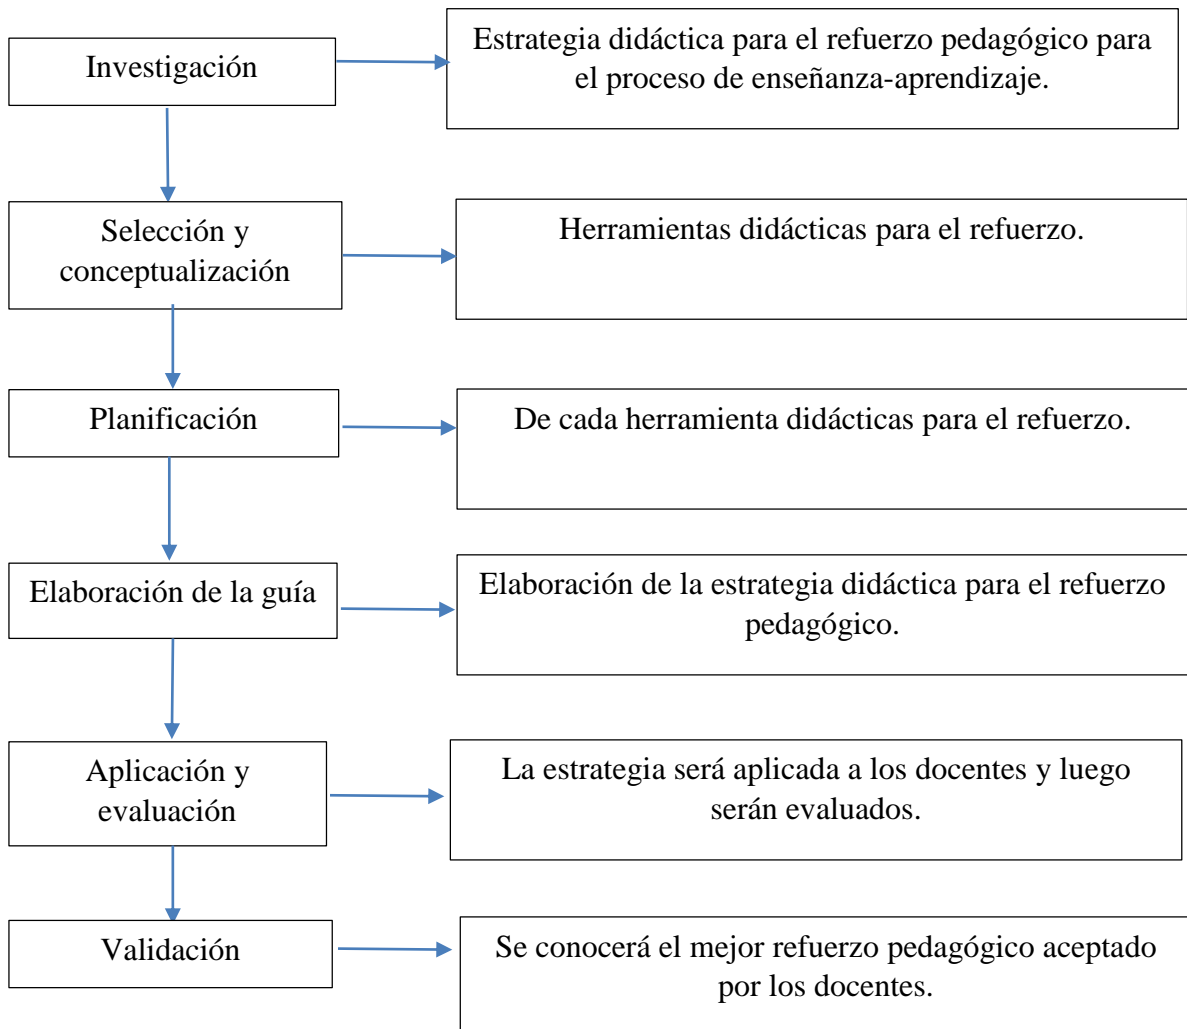 Investigación
Estrategia didáctica para el refuerzo pedagógico para
el proceso de enseñanza-aprendizaje.
Selección y
conceptualización
Herramientas didácticas para el refuerzo.
Planificación
De cada herramienta didácticas para el refuerzo.
Elaboración de la guía
Elaboración de la estrategia didáctica para el refuerzo
pedagógico.
Aplicación y
evaluación
La estrategia será aplicada a los docentes y luego
serán evaluados.
Validación
Se conocerá el mejor refuerzo pedagógico aceptado
por los docentes.